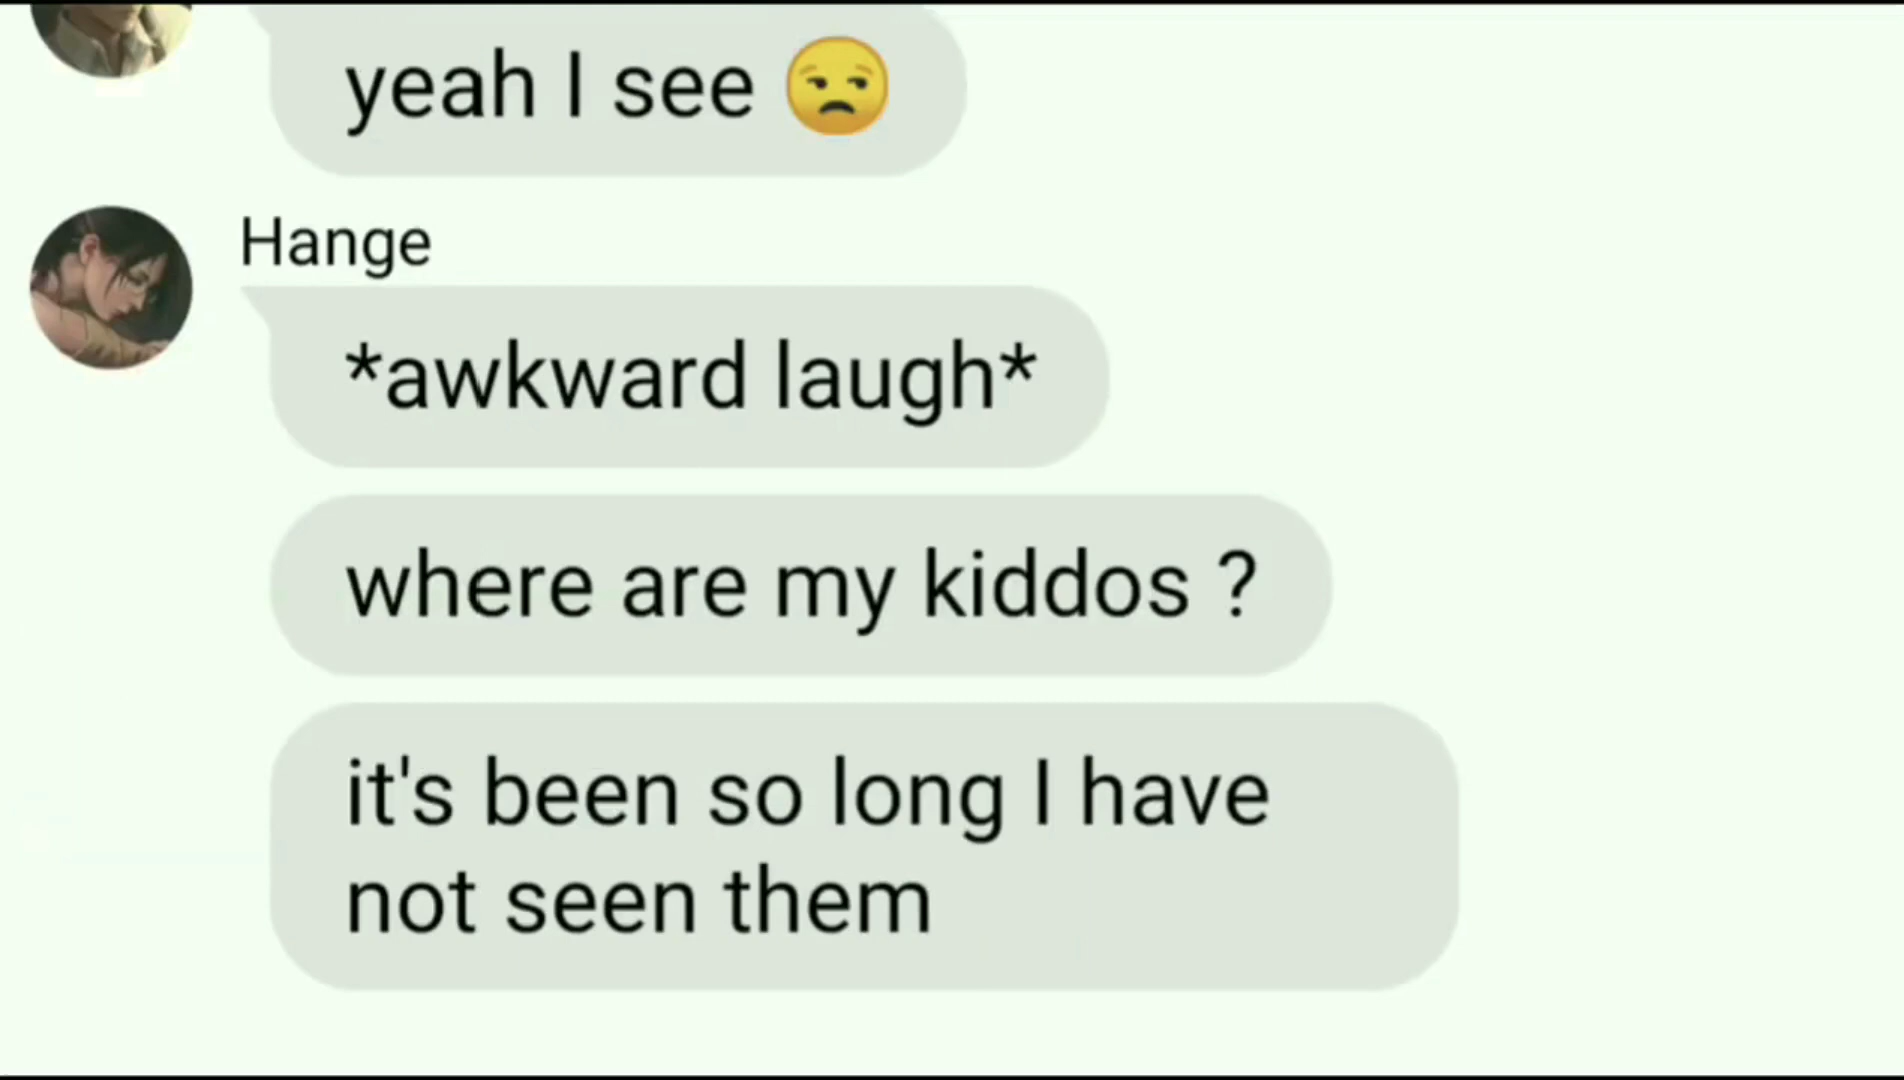 yeah I see 😒
Hange
*awkward laugh*
where are my kiddos ?
it's been so long I have
not seen them